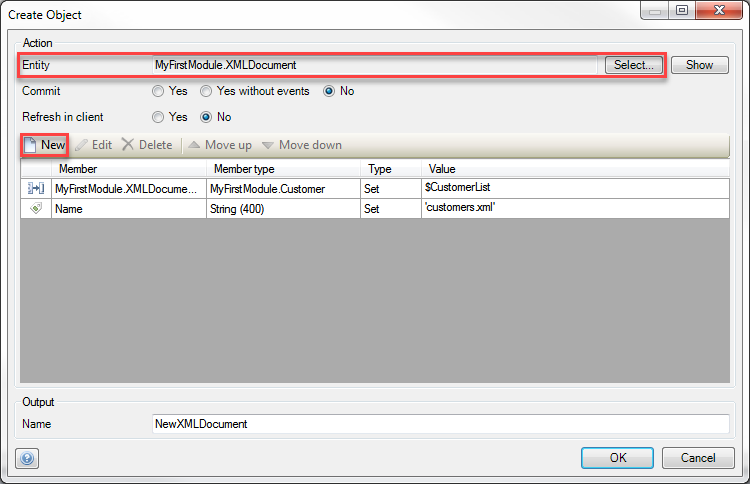 Create Object
Action
Entity MyFirstModule.XMLDocument Select... Show
Commit Yes Yes without events No
Refresh in client Yes No
New Edit Delete Move up Move down
Member Member type Type Value
MyFirstModule.XMLDocume... MyFirstModule.Customer Set $CustomerList
Name String (400) Set 'customers.xml'
Output
Name NewXMLDocument
OK Cancel